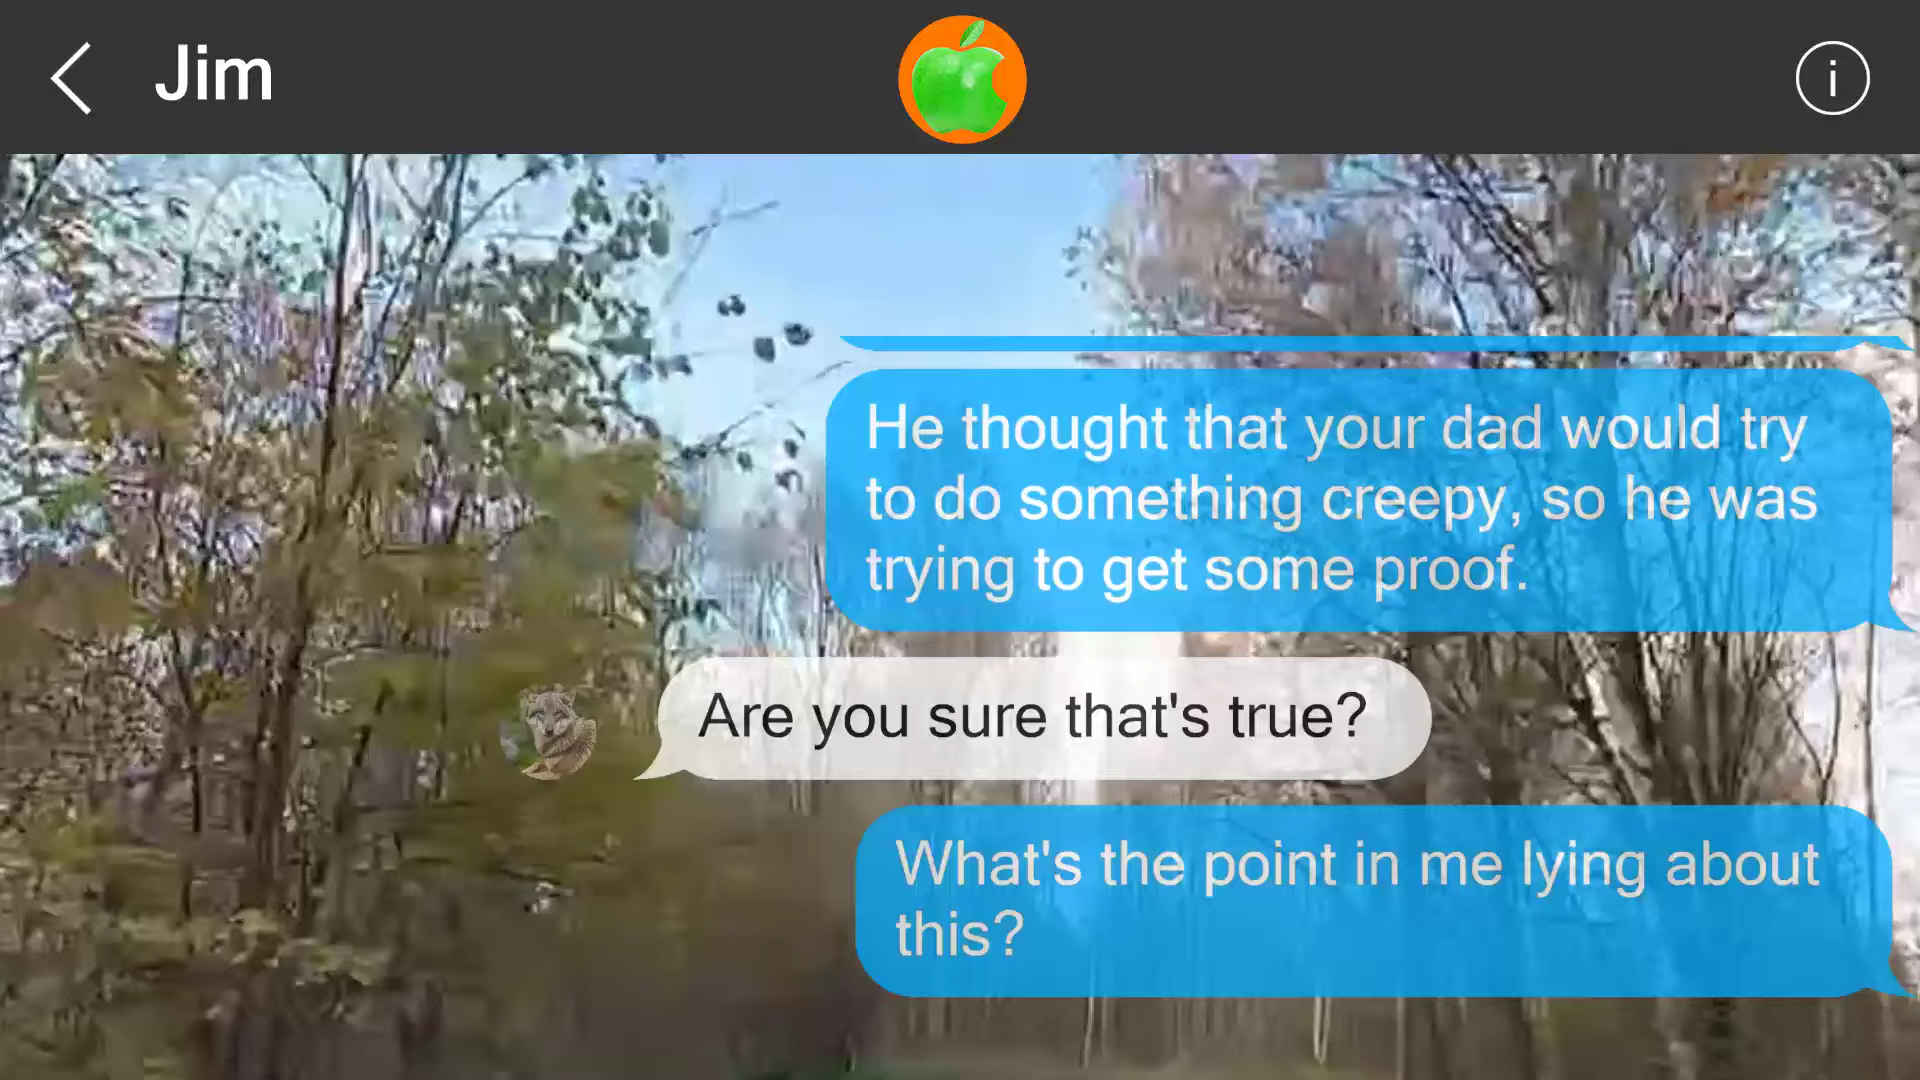 Jim
i
He thought that your dad would try
to do something creepy, so he was
trying to get some proof.
Are you sure that's true?
What's the point in me lying about
this?